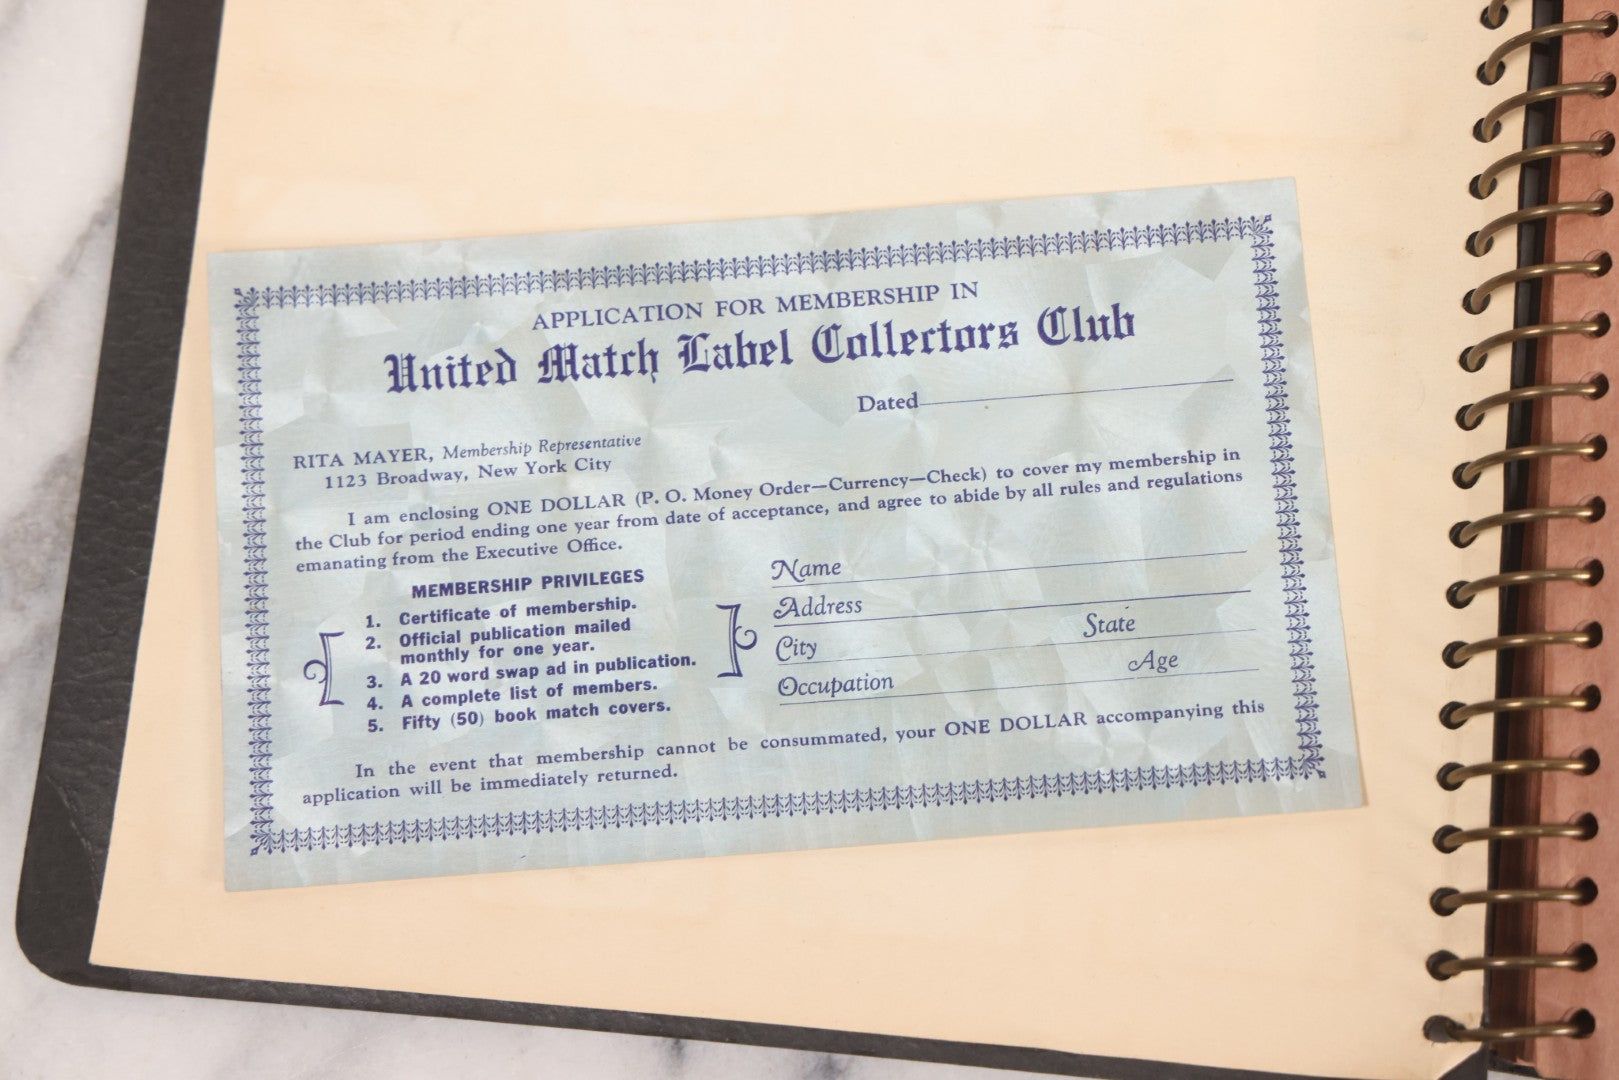 APPLICATION FOR MEMBERSHIP IN
United Match Label Collectors Club
Dated
RITA MAYER, Membership Representative
1123 Broadway, New York City
I am enclosing ONE DOLLAR (P. O. Money Order—Currency—Check) to cover my membership in
the Club for period ending one year from date of acceptance, and agree to abide by all rules and regulations
emanating from the Executive Office.
MEMBERSHIP PRIVILEGES
1. Certificate of membership.
2. Official publication mailed
monthly for one year.
3. A 20 word swap ad in publication.
4. A complete list of members.
5. Fifty (50) book match covers.
Name
Address
City State
Occupation Age
In the event that membership cannot be consummated, your ONE DOLLAR accompanying this
application will be immediately returned.